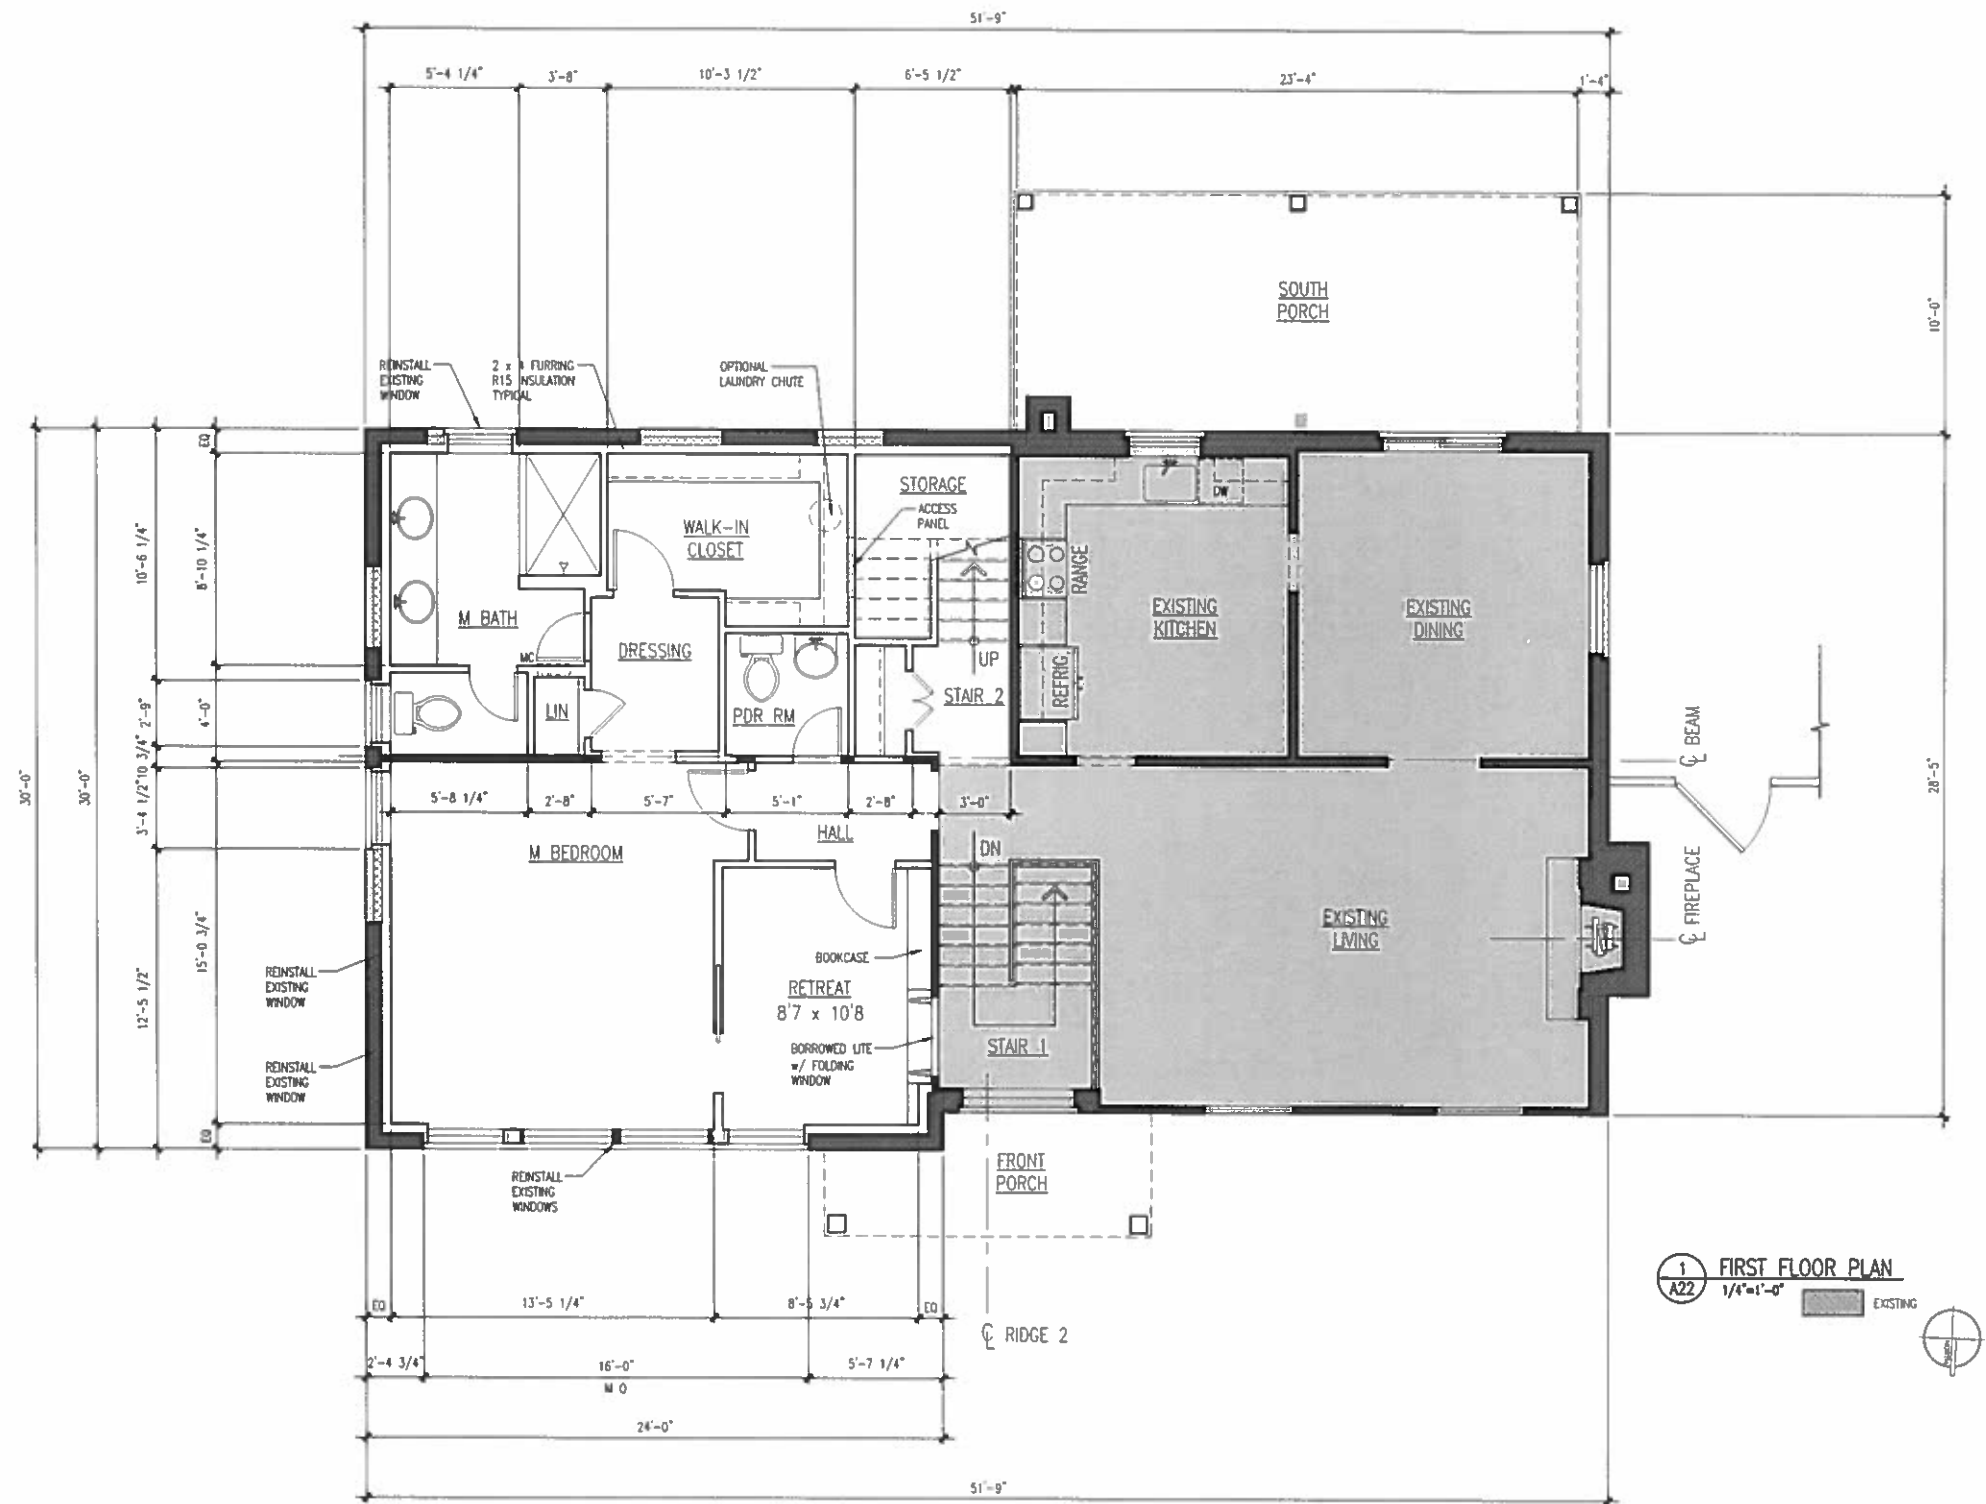 51'-9"
5'-4 1/4"
3'-8"
10'-3 1/2"
6'-5 1/2"
23'-4"
1'-4"
SOUTH
PORCH
10'-0"
REINSTALL
EXISTING
WINDOW
2 x 4 FURRING
R15 INSULATION
TYPICAL
OPTIONAL
LAUNDRY CHUTE
EQ
STORAGE
ACCESS
PANEL
DW
WALK-IN
CLOSET
RANGE
10'-6 1/4"
8'-10 1/4"
M BATH
EXISTING
KITCHEN
EXISTING
DINING
MC
DRESSING
UP
REFRIG.
STAIR 2
LIN
PDR RM
2'-9"
4'-0"
10 3/4"
℄ BEAM
30'-0"
30'-0"
3'-4 1/2"
28'-5"
5'-8 1/4"
2'-8"
5'-7"
5'-1"
2'-8"
3'-0"
HALL
M BEDROOM
DN
℄ FIREPLACE
EXISTING
LIVING
15'-0 3/4"
12'-5 1/2"
BOOKCASE
REINSTALL
EXISTING
WINDOW
RETREAT
8'7 x 10'8
STAIR 1
BORROWED LITE
w/ FOLDING
WINDOW
REINSTALL
EXISTING
WINDOW
EQ
REINSTALL
EXISTING
WINDOWS
FRONT
PORCH
1
A22
FIRST FLOOR PLAN
1/4"=1'-0"
EXISTING
EQ
13'-5 1/4"
EQ
℄ RIDGE 2
2'-4 3/4"
16'-0"
M O
5'-7 1/4"
24'-0"
51'-9"